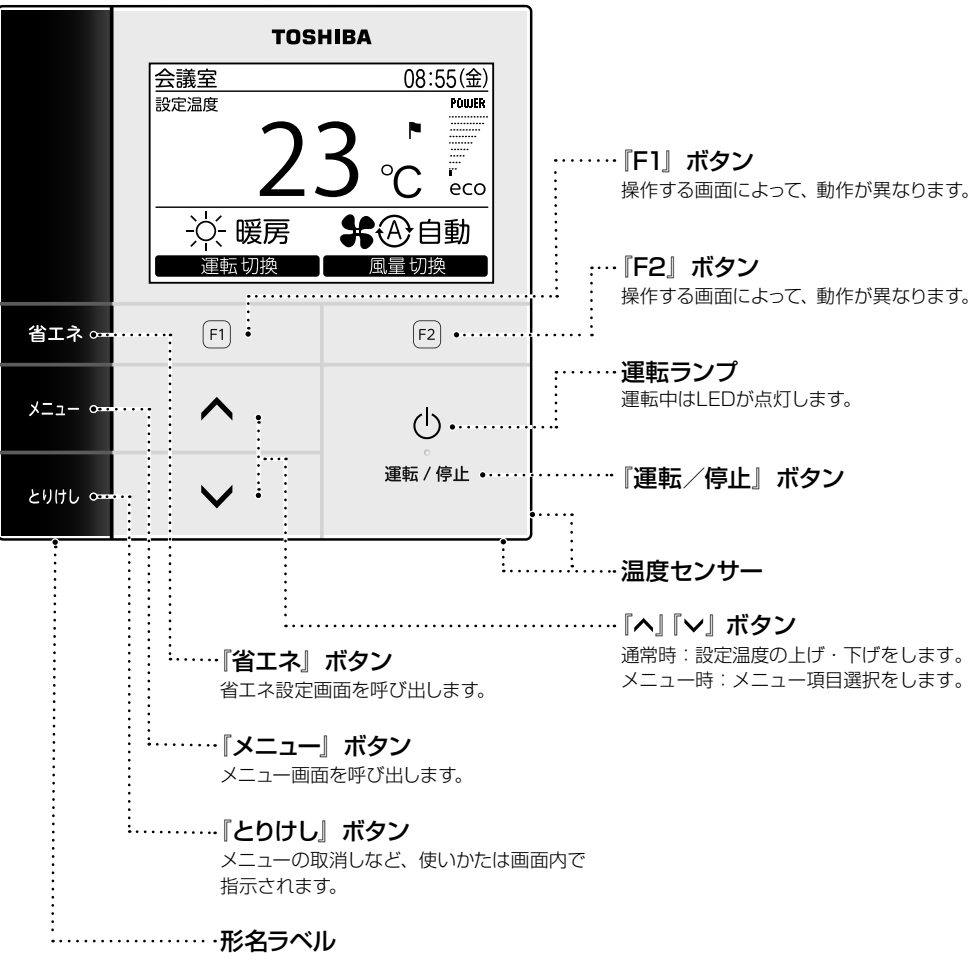 TOSHIBA
会議室 08:55(金)
設定温度 POWER
23 ℃
eco
暖房 A 自動
運転切換 風量切換
省エネ F1 F2
メニュー
とりけし
運転 / 停止
『F1』 ボタン
操作する画面によって、動作が異なります。
『F2』 ボタン
操作する画面によって、動作が異なります。
運転ランプ
運転中はLEDが点灯します。
『運転／停止』 ボタン
温度センサー
『∧』『∨』 ボタン
通常時：設定温度の上げ・下げをします。
メニュー時：メニュー項目選択をします。
『省エネ』 ボタン
省エネ設定画面を呼び出します。
『メニュー』 ボタン
メニュー画面を呼び出します。
『とりけし』 ボタン
メニューの取消しなど、使いかたは画面内で
指示されます。
形名ラベル